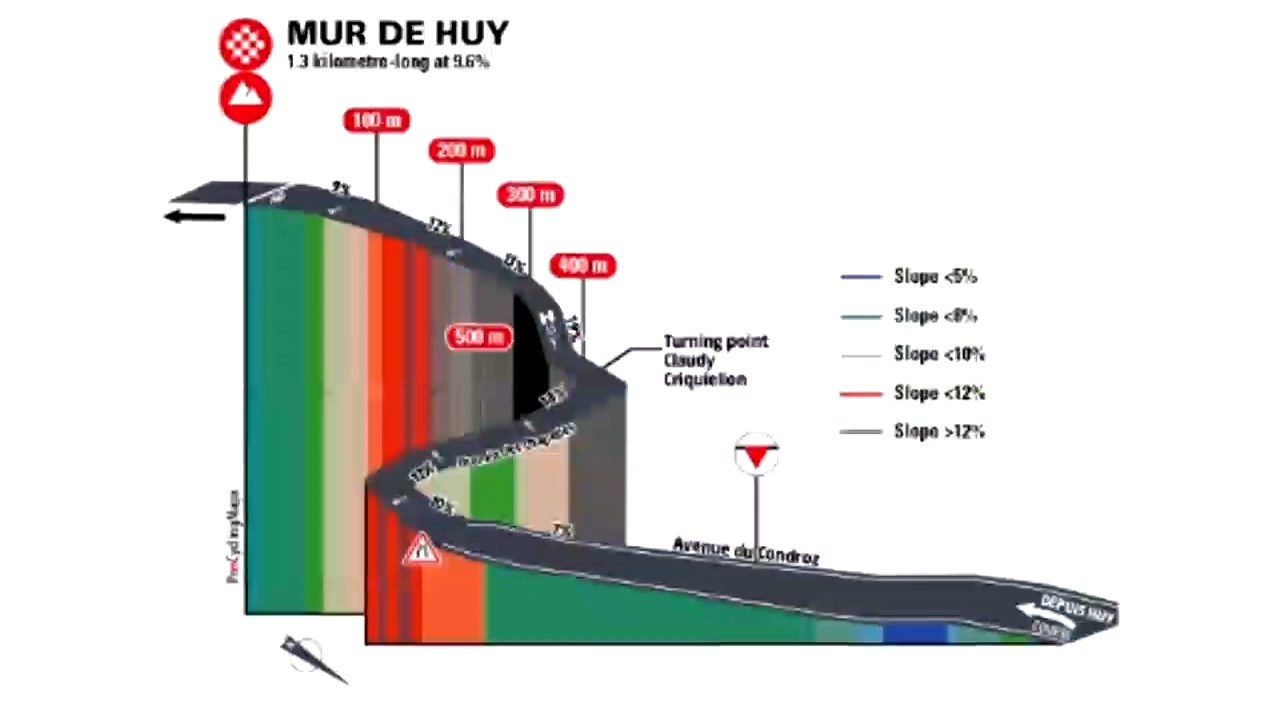 MUR DE HUY
1.3 kilometre-long at 9.6%
100 m
200 m
300 m
400 m
500 m
9%
12%
Turning point
Claudy
Criquielion
Slope <5%
Slope <8%
Slope <10%
Slope <12%
Slope >12%
10%
7%
Avenue du Condroz
DEPUIS HUY
ProCyclingMaps